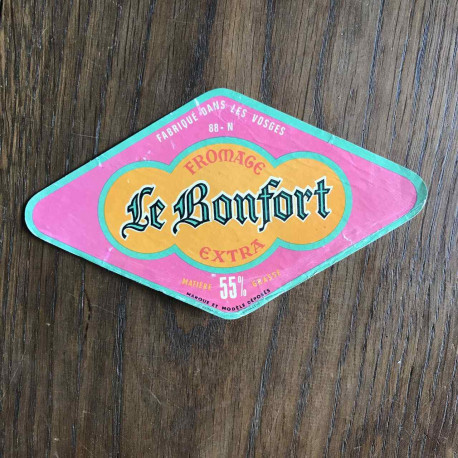 FABRIQUÉ DANS LES VOSGES
88-N
FROMAGE
Le Bonfort
EXTRA
MATIÈRE 55% GRASSE
MARQUE ET MODÈLE DÉPOSÉS